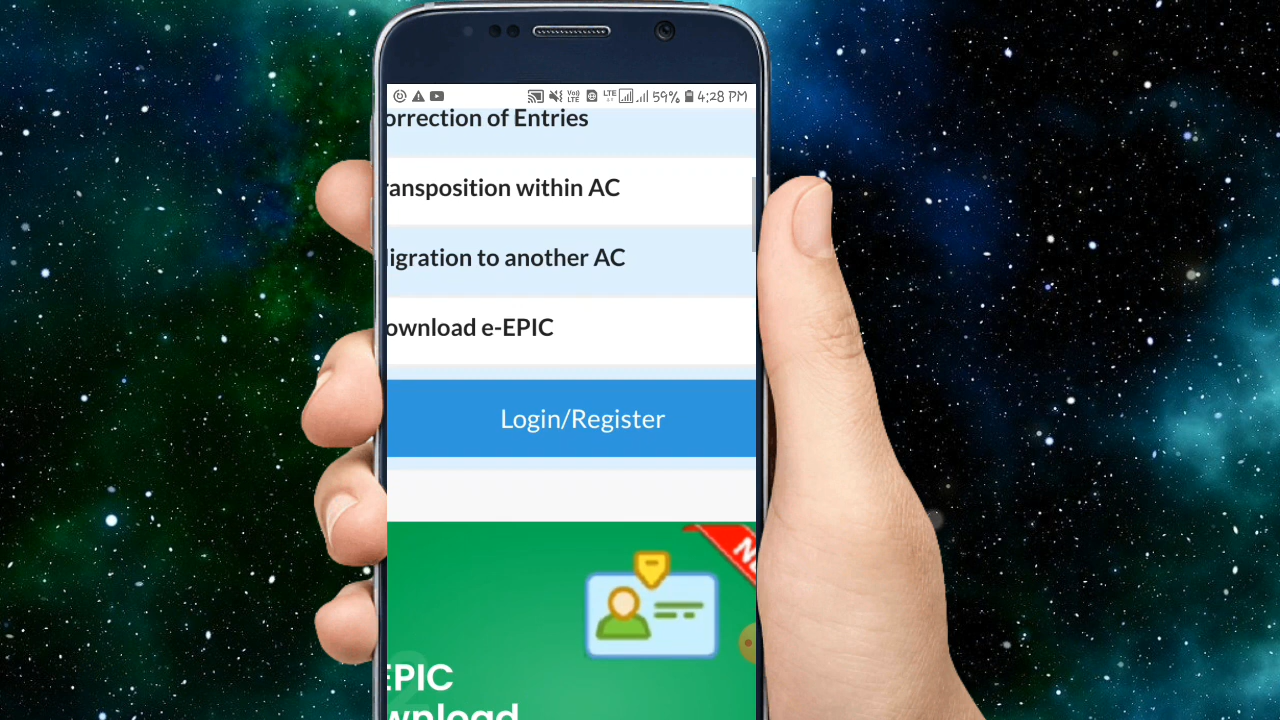 59% 4:28 PM
orrection of Entries
ransposition within AC
igration to another AC
ownload e-EPIC
Login/Register
EPIC
wnload